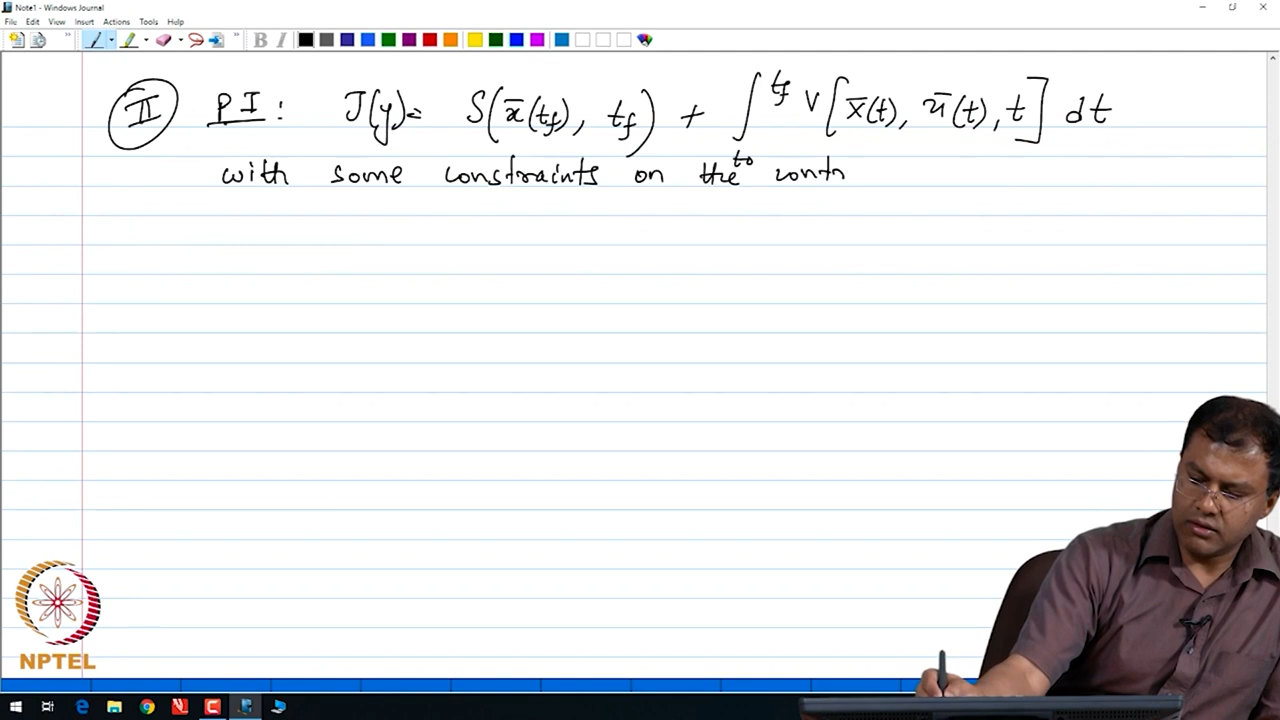 Note1 - Windows Journal
File Edit View Insert Actions Tools Help
B I
II PI: J(y)= S(x̄(tf), tf) + ∫ t0 tf V[x̄(t), ū(t), t] dt
with some constraints on the contr
NPTEL